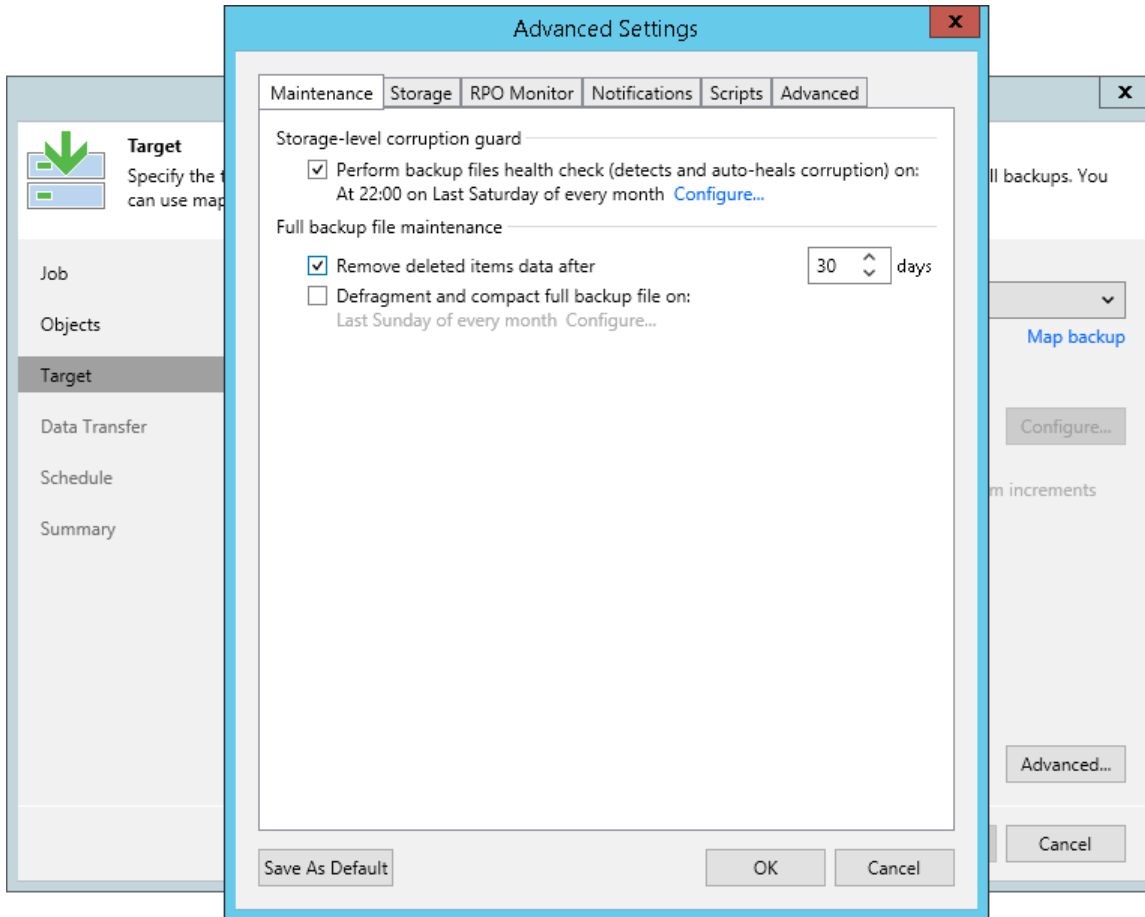 Advanced Settings
x
Maintenance Storage RPO Monitor Notifications Scripts Advanced
Storage-level corruption guard
Perform backup files health check (detects and auto-heals corruption) on:
At 22:00 on Last Saturday of every month Configure...
Full backup file maintenance
Remove deleted items data after 30 days
Defragment and compact full backup file on:
Last Sunday of every month Configure...
Save As Default OK Cancel
x
Target
Specify the ll backups. You
can use
Job
Objects
Target
Data Transfer
Schedule
Summary
Map backup
Configure...
increments
Advanced...
Cancel